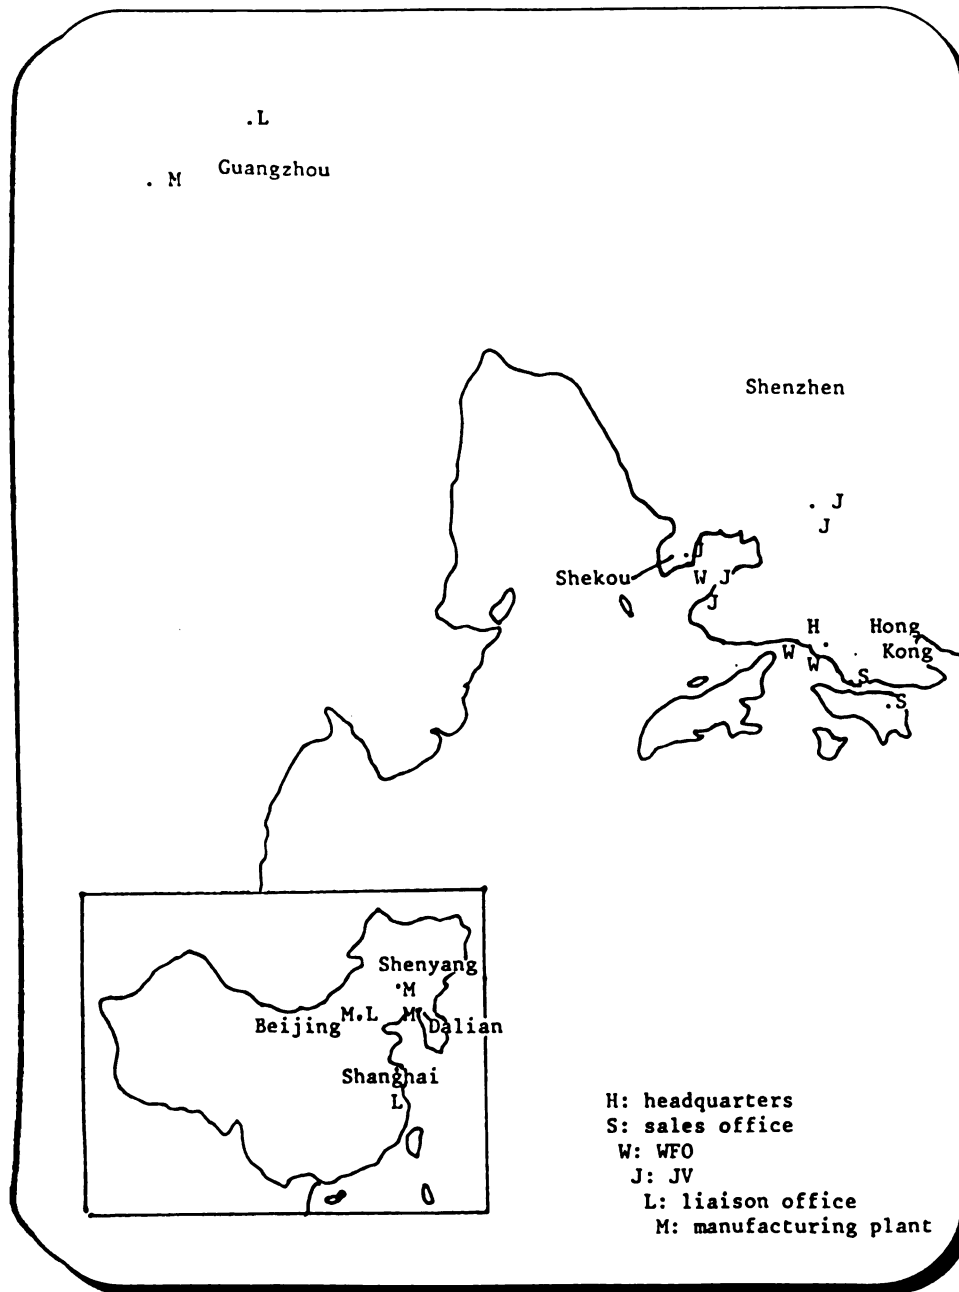 .L
Guangzhou
. M
Shenzhen
. J
J
.J
Shekou
W J
J
H
Hong
W
Kong
W
S
.S
Shenyang
M
M.L
M
Beijing
Dalian
Shanghai
L
H: headquarters
S: sales office
W: WFO
J: JV
L: liaison office
M: manufacturing plant